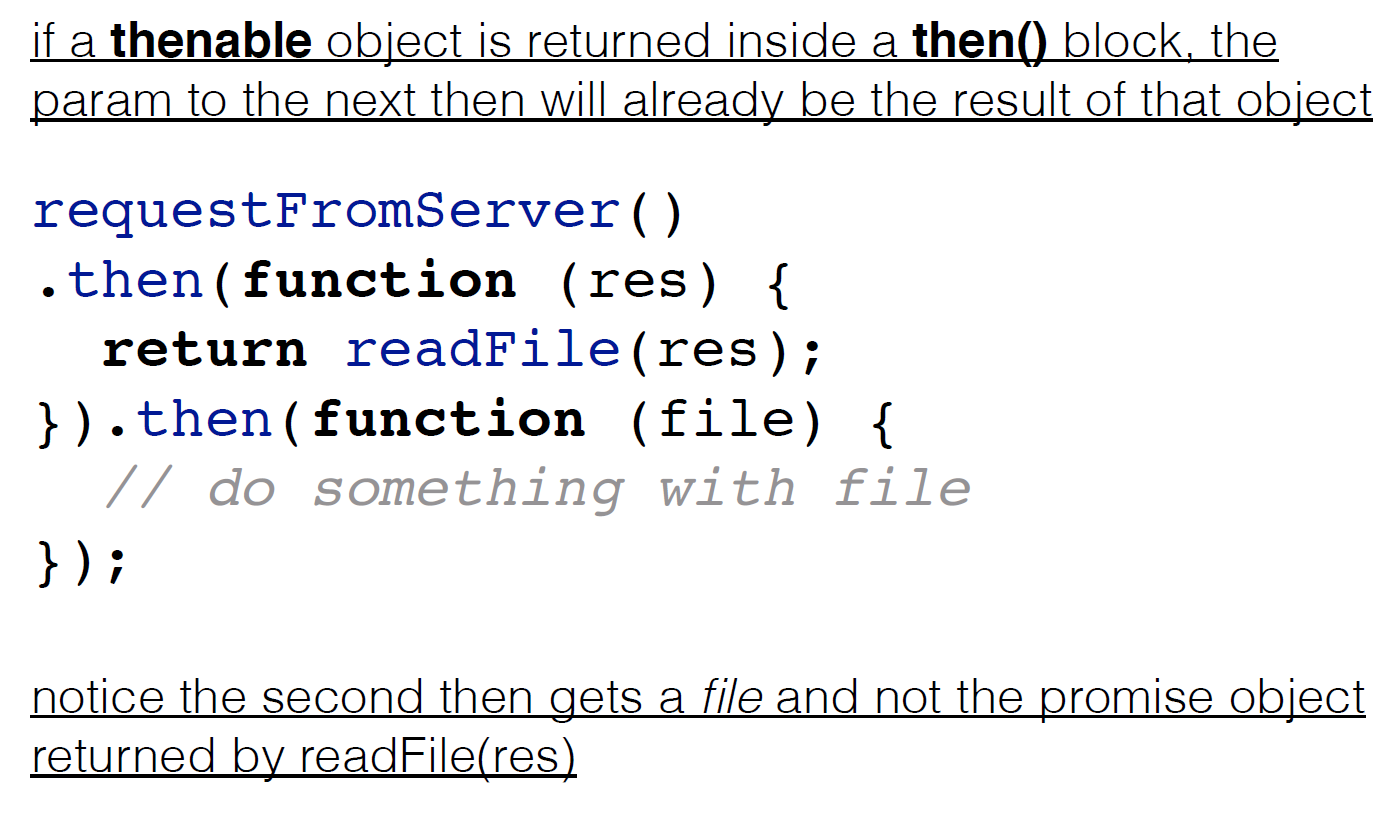 if a thenable object is returned inside a then() block, the
param to the next then will already be the result of that object
requestFromServer()
.then(function (res) {
  return readFile(res);
}).then(function (file) {
  // do something with file
});
notice the second then gets a file and not the promise object
returned by readFile(res)